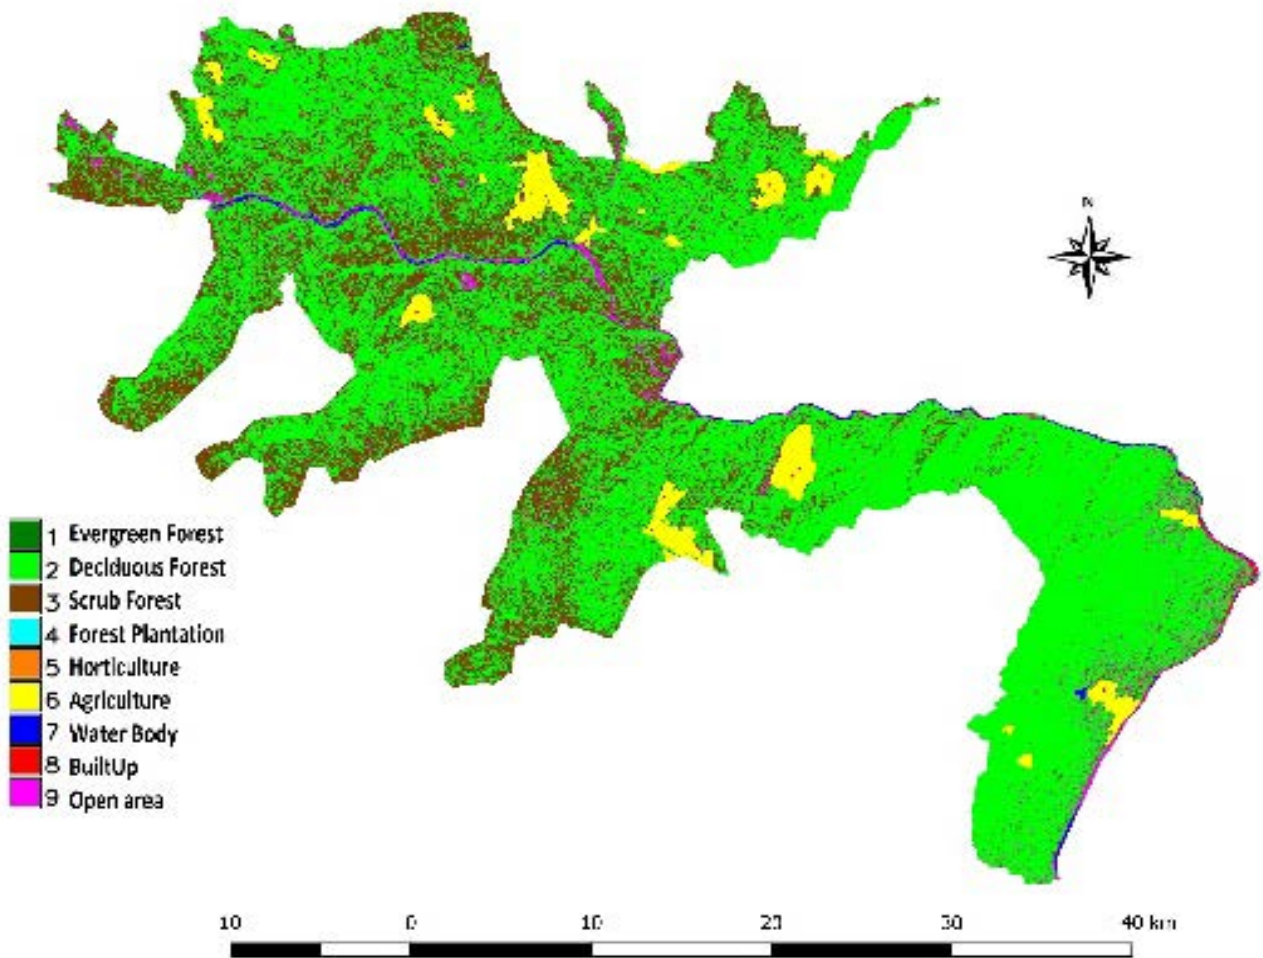 N
1 Evergreen Forest
2 Deciduous Forest
3 Scrub Forest
4 Forest Plantation
5 Horticulture
6 Agriculture
7 Water Body
8 BuiltUp
9 Open area
10 0 10 20 30 40 km